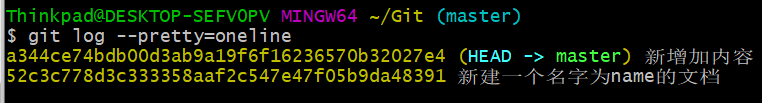 Thinkpad@DESKTOP-SEFV0PV MINGW64 ~/Git (master)
$ git log --pretty=oneline
a344ce74bdb00d3ab9a19f6f16236570b32027e4 (HEAD -> master) 新增加内容
52c3c778d3c333358aaf2c547e47f05b9da48391 新建一个名字为name的文档